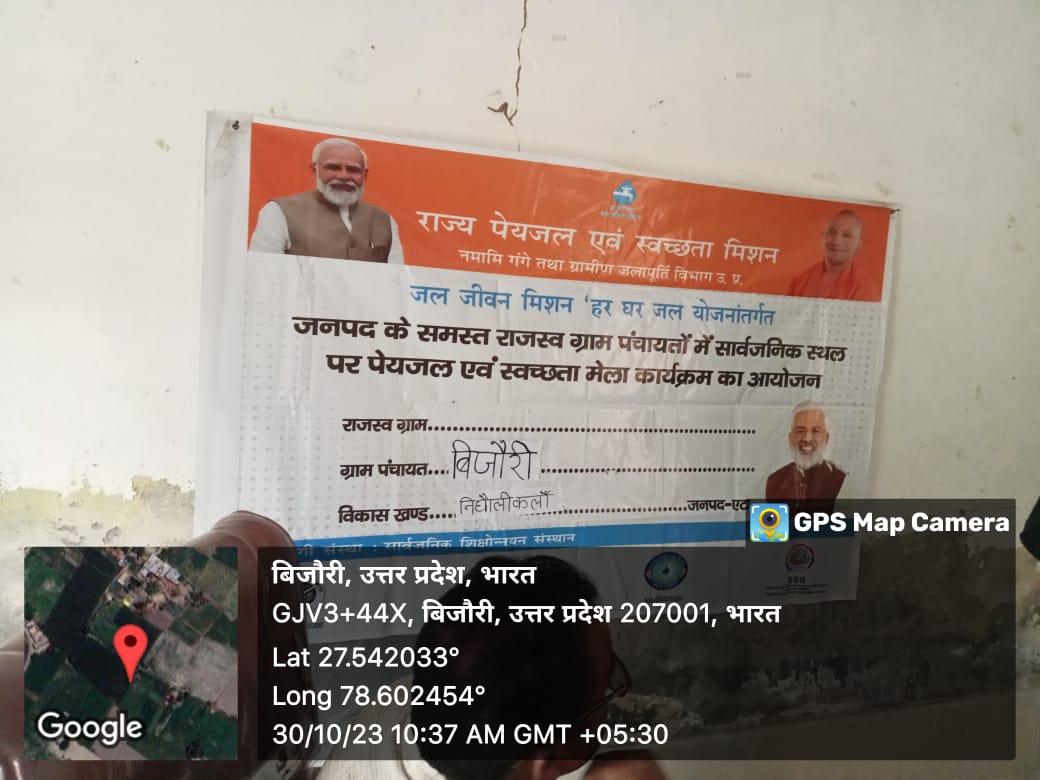 राज्य पेयजल एवं स्वच्छता मिशन
नमामि गंगे तथा ग्रामीण जलापूर्ति विभाग उ. प्र.
जल जीवन मिशन 'हर घर जल योजनांतर्गत
जनपद के समस्त राजस्व ग्राम पंचायतों में सार्वजनिक स्थल
पर पेयजल एवं स्वच्छता मेला कार्यक्रम का आयोजन
राजस्व ग्राम
ग्राम पंचायत.... बिजौरी
विकास खण्ड.... निधौलीकलाँ जनपद-
संस्था : सार्वजनिक शिक्षोन्नयन संस्थान
SSS
GPS Map Camera
बिजौरी, उत्तर प्रदेश, भारत
GJV3+44X, बिजौरी, उत्तर प्रदेश 207001, भारत
Lat 27.542033°
Long 78.602454°
30/10/23 10:37 AM GMT +05:30
Google